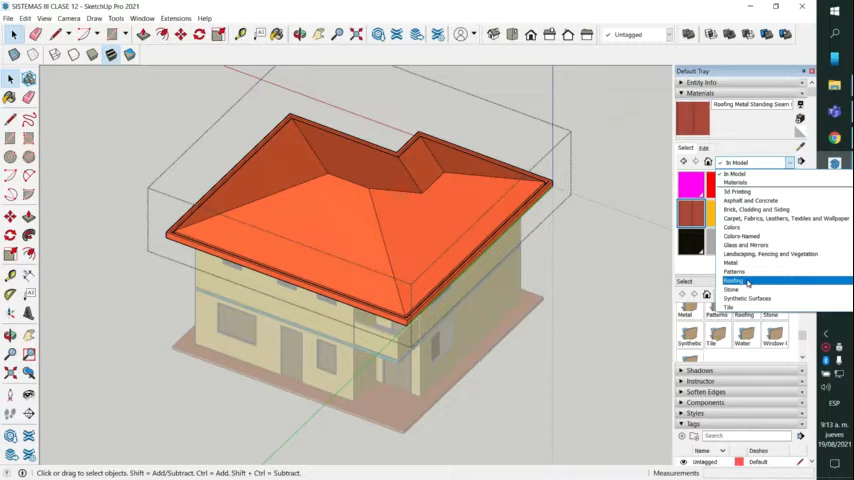 SISTEMAS III CLASE 12 - SketchUp Pro 2021
File Edit View Camera Draw Tools Window Extensions Help
Untagged
Default Tray
Entity Info
Materials
Roofing Metal Standing Seam
Select Edit
In Model
In Model
Materials
3d Printing
Asphalt and Concrete
Brick, Cladding and Siding
Carpet, Fabrics, Leathers, Textiles and Wallpaper
Colors
Colors-Named
Glass and Mirrors
Landscaping, Fencing and Vegetation
Metal
Patterns
Roofing
Stone
Synthetic Surfaces
Tile
Select
Metal Patterns Roofing Stone
Synthetic Tile Water Window C
Shadows
Instructor
Soften Edges
Components
Styles
Tags
Search
Name Dashes
Untagged Default
Click or drag to select objects. Shift = Add/Subtract. Ctrl = Add. Shift + Ctrl = Subtract.
Measurements
ESP
9:13 a. m.
jueves
19/08/2021